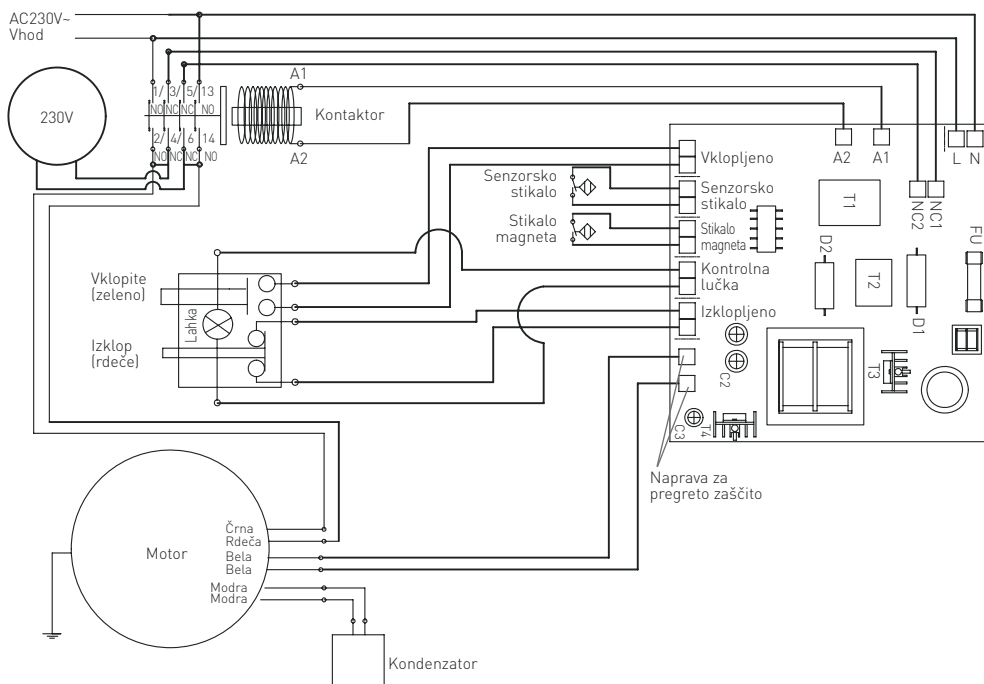 AC230V~
Vhod
1/ 3/ 5/ 13
NO NC NC NO
A1
Kontaktor
230V
2/ 4/ 6 14
NO NC NC NO
A2
A2 A1
L N
Vklopljeno
Senzorsko
stikalo
Senzorsko
stikalo
T1
NC2 NC1
Stikalo
magneta
Stikalo
magneta
FU
D2
Kontrolna
lučka
T2
D1
Vklopite
(zeleno)
Lahka
Izklopljeno
Izklop
(rdeče)
C2
T3
C3
T4
Naprava za
pregreto zaščito
Motor
Črna
Rdeča
Bela
Bela
Modra
Modra
Kondenzator